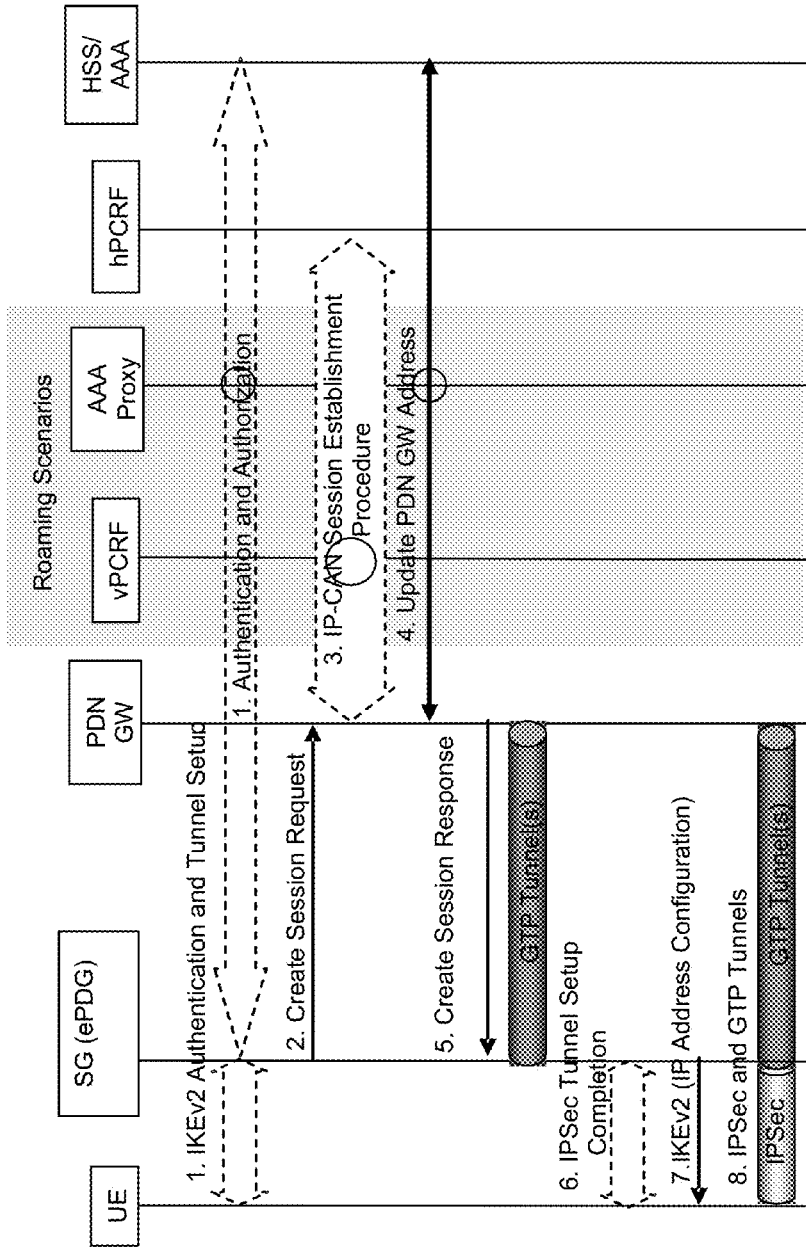 Roaming Scenarios
UE
SG (ePDG)
PDN
GW
vPCRF
AAA
Proxy
hPCRF
HSS/
AAA
1. IKEv2 Authentication and Tunnel Setup
1. Authentication and Authorization
2. Create Session Request
3. IP-CAN Session Establishment
Procedure
4. Update PDN GW Address
5. Create Session Response
GTP Tunnel(s)
6. IPSec Tunnel Setup
Completion
7.IKEv2 (IP Address Configuration)
8. IPSec and GTP Tunnels
IPSec
GTP Tunnel(s)